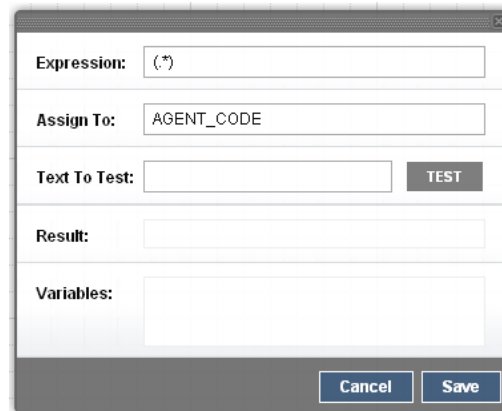 Expression: (.*)
Assign To: AGENT_CODE
Text To Test: TEST
Result:
Variables:
Cancel Save